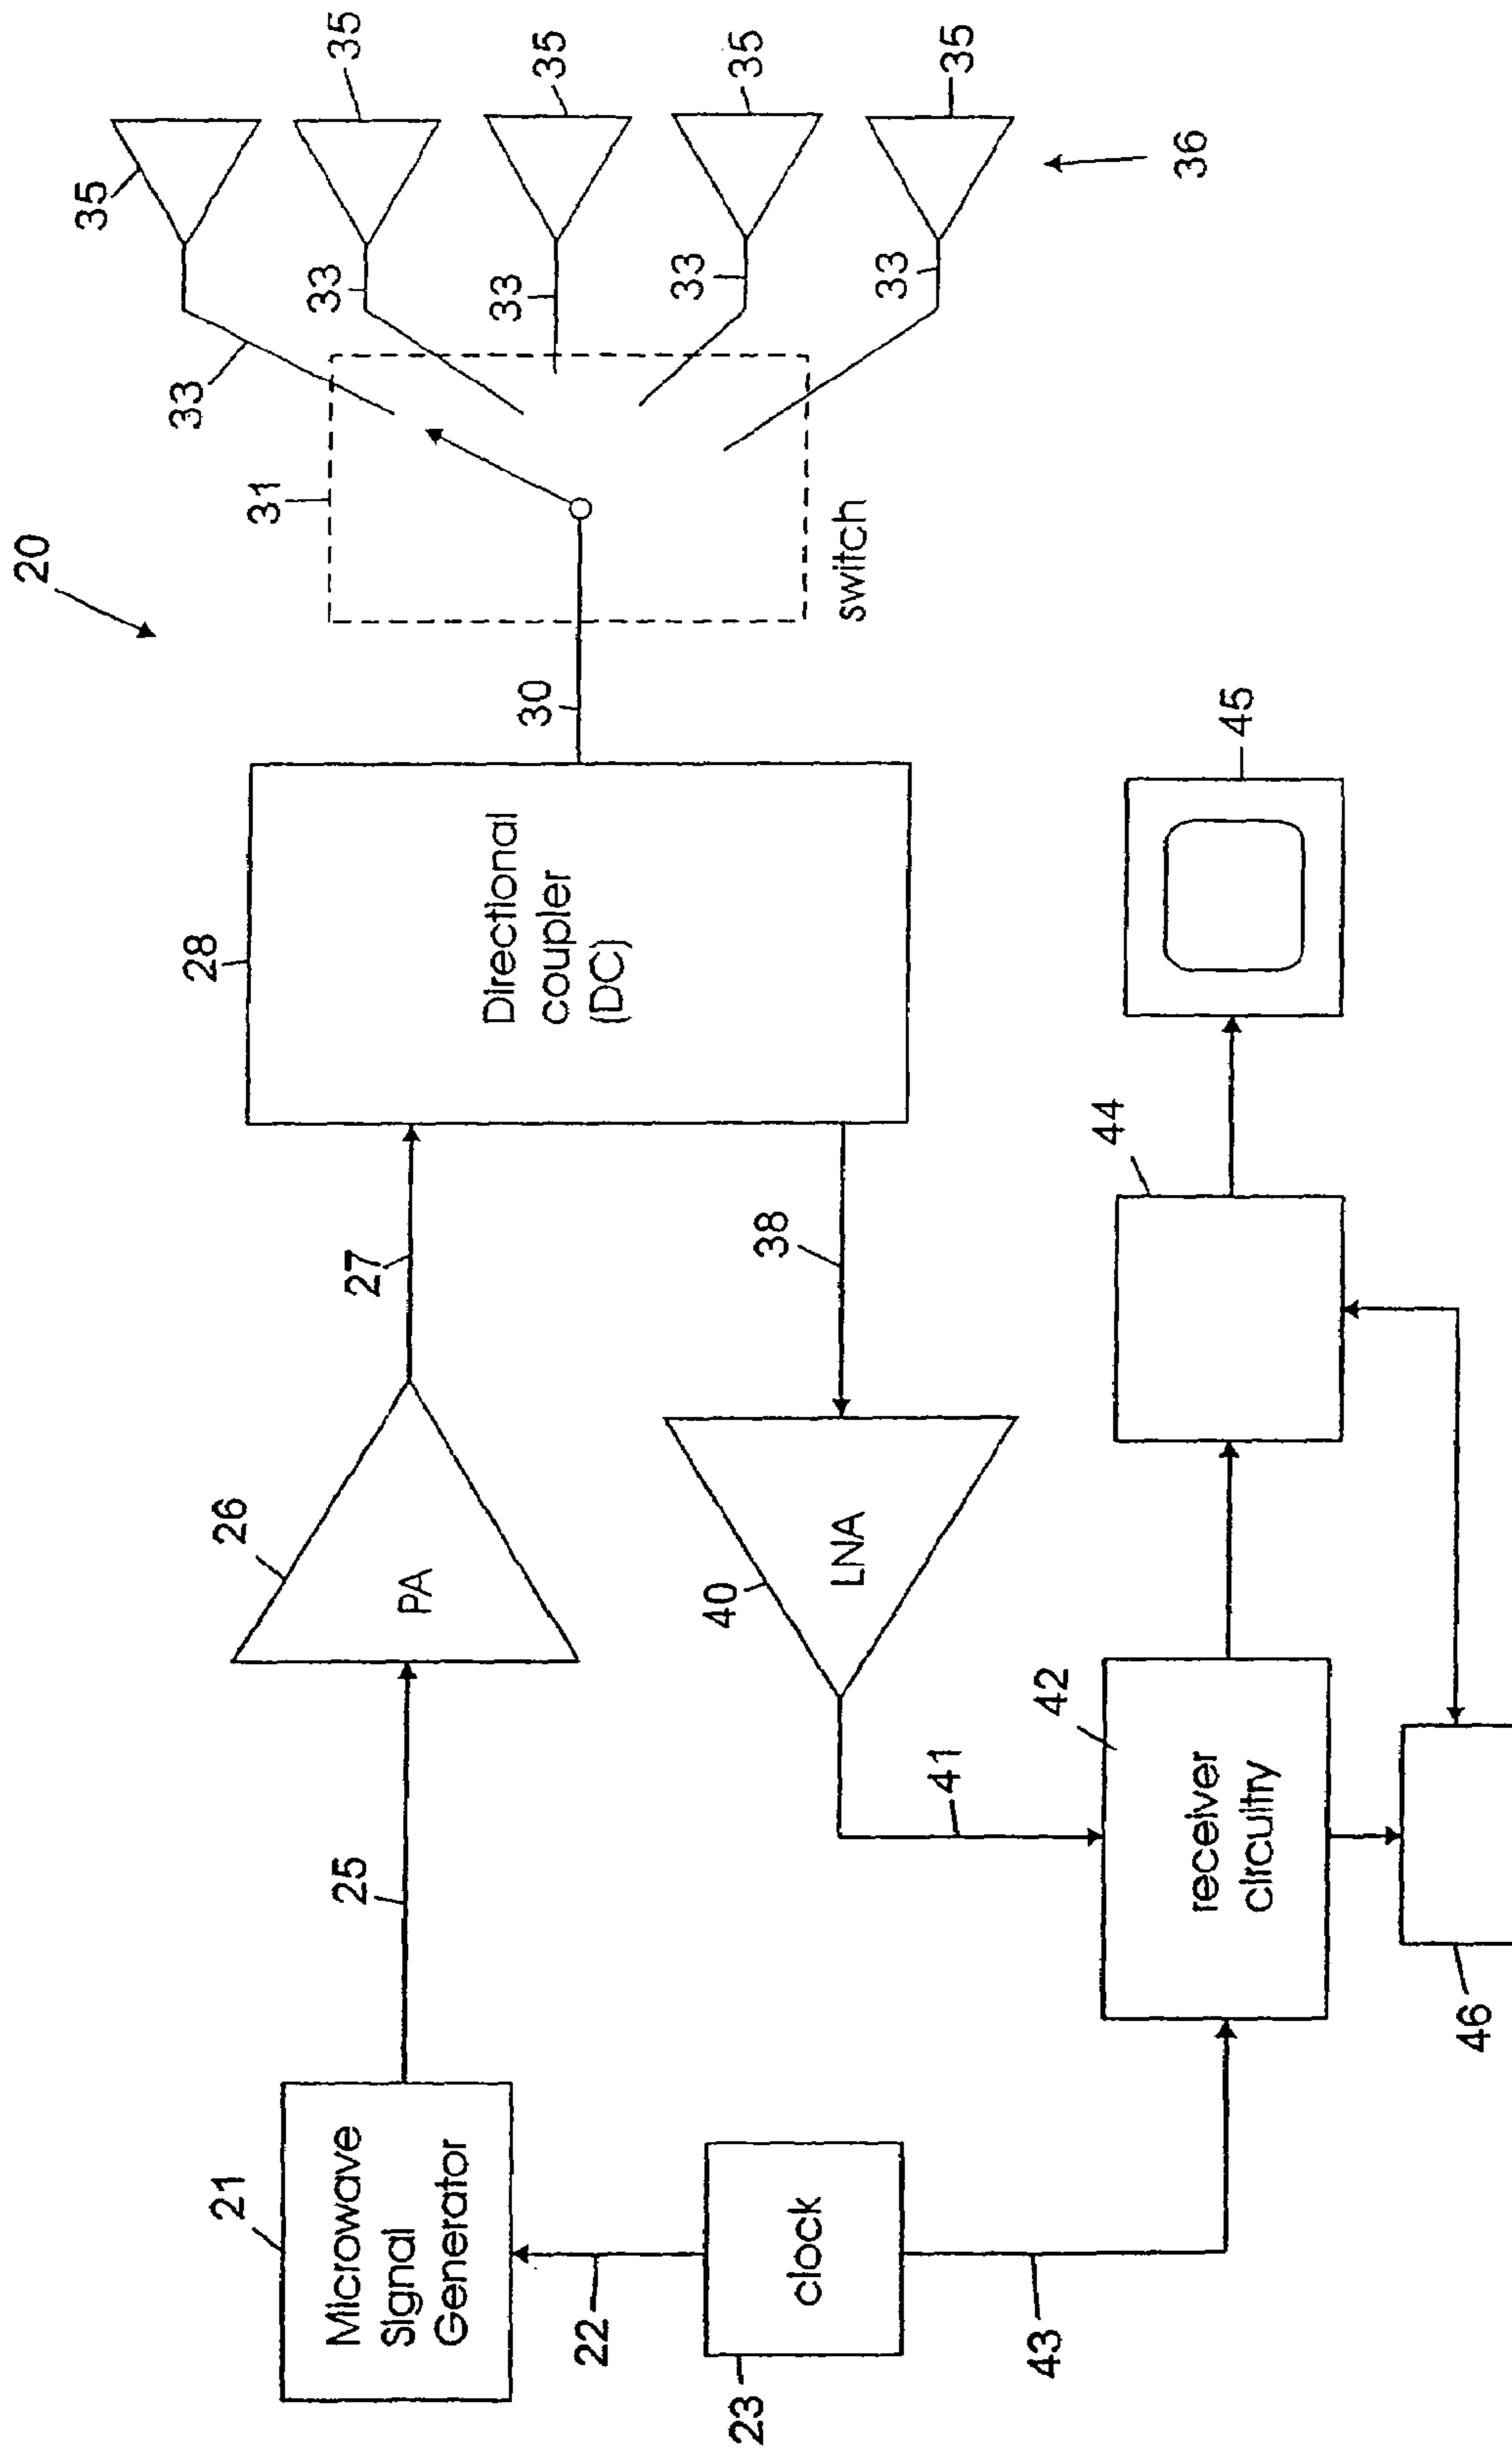 20
21
Microwave
Signal
Generator
22
23
clock
43
25
26
PA
27
28
Directional
coupler
(DC)
30
31
switch
33
33
33
33
33
35
35
35
35
35
36
38
40
LNA
41
42
receiver
circuitry
44
45
46